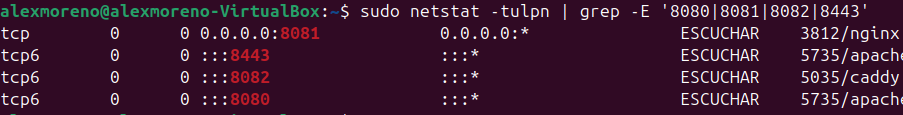 alexmoreno@alexmoreno-VirtualBox:~$ sudo netstat -tulpn | grep -E '8080|8081|8082|8443'
tcp 0 0 0.0.0.0:8081 0.0.0.0:* ESCUCHAR 3812/nginx
tcp6 0 0 :::8443 :::* ESCUCHAR 5735/apache
tcp6 0 0 :::8082 :::* ESCUCHAR 5035/caddy
tcp6 0 0 :::8080 :::* ESCUCHAR 5735/apache